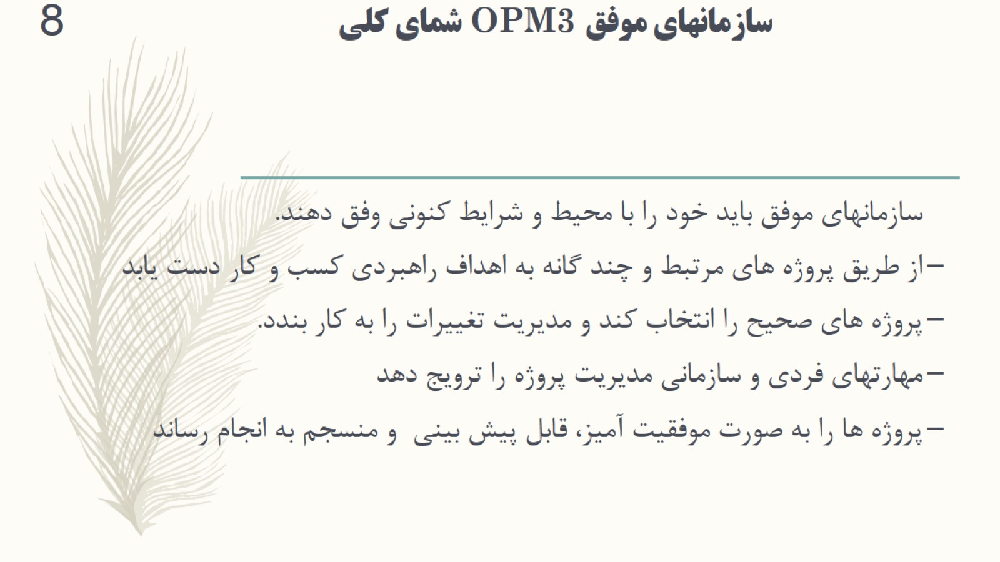 8
سازمانهای موفق OPM3 شمای کلی
سازمانهای موفق باید خود را با محیط و شرایط کنونی وفق دهند.
–از طریق پروژه های مرتبط و چند گانه به اهداف راهبردی کسب و کار دست یابد
–پروژه های صحیح را انتخاب کند و مدیریت تغییرات را به کار بندد.
–مهارتهای فردی و سازمانی مدیریت پروژه را ترویج دهد
–پروژه ها را به صورت موفقیت آمیز، قابل پیش بینی و منسجم به انجام رساند